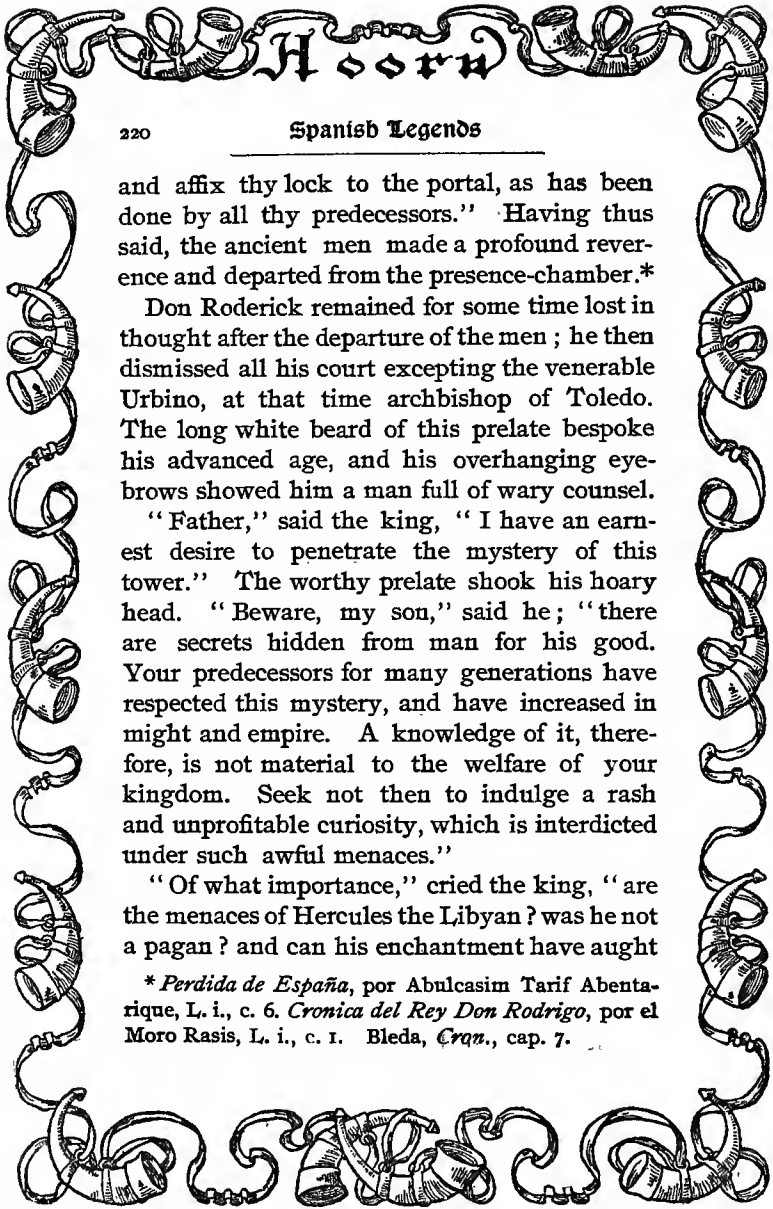 Hoorn
220 Spanish Legends
and affix thy lock to the portal, as has been
done by all thy predecessors." Having thus
said, the ancient men made a profound rever-
ence and departed from the presence-chamber.*
Don Roderick remained for some time lost in
thought after the departure of the men ; he then
dismissed all his court excepting the venerable
Urbino, at that time archbishop of Toledo.
The long white beard of this prelate bespoke
his advanced age, and his overhanging eye-
brows showed him a man full of wary counsel.
"Father," said the king, "I have an earn-
est desire to penetrate the mystery of this
tower." The worthy prelate shook his hoary
head. "Beware, my son," said he; "there
are secrets hidden from man for his good.
Your predecessors for many generations have
respected this mystery, and have increased in
might and empire. A knowledge of it, there-
fore, is not material to the welfare of your
kingdom. Seek not then to indulge a rash
and unprofitable curiosity, which is interdicted
under such awful menaces."
"Of what importance," cried the king, "are
the menaces of Hercules the Libyan ? was he not
a pagan ? and can his enchantment have aught
* Perdida de España, por Abulcasim Tarif Abenta-
rique, L. i., c. 6. Cronica del Rey Don Rodrigo, por el
Moro Rasis, L. i., c. 1. Bleda, Cron., cap. 7.